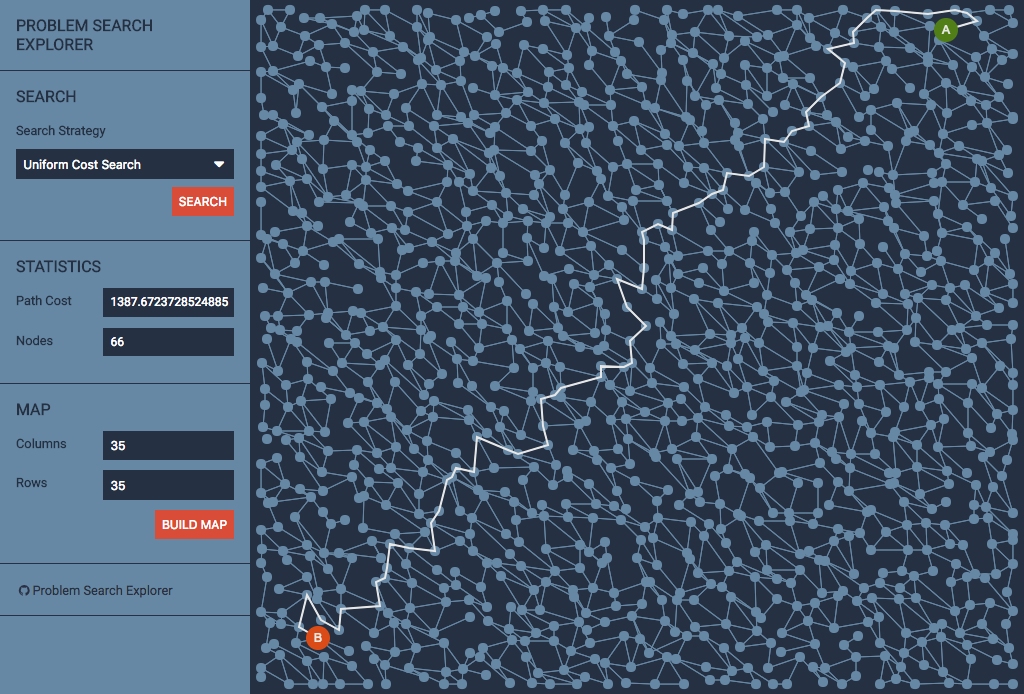 PROBLEM SEARCH
EXPLORER
SEARCH
Search Strategy
Uniform Cost Search
SEARCH
STATISTICS
Path Cost
1387.6723728524885
Nodes
66
MAP
Columns
35
Rows
35
BUILD MAP
Problem Search Explorer
A
B